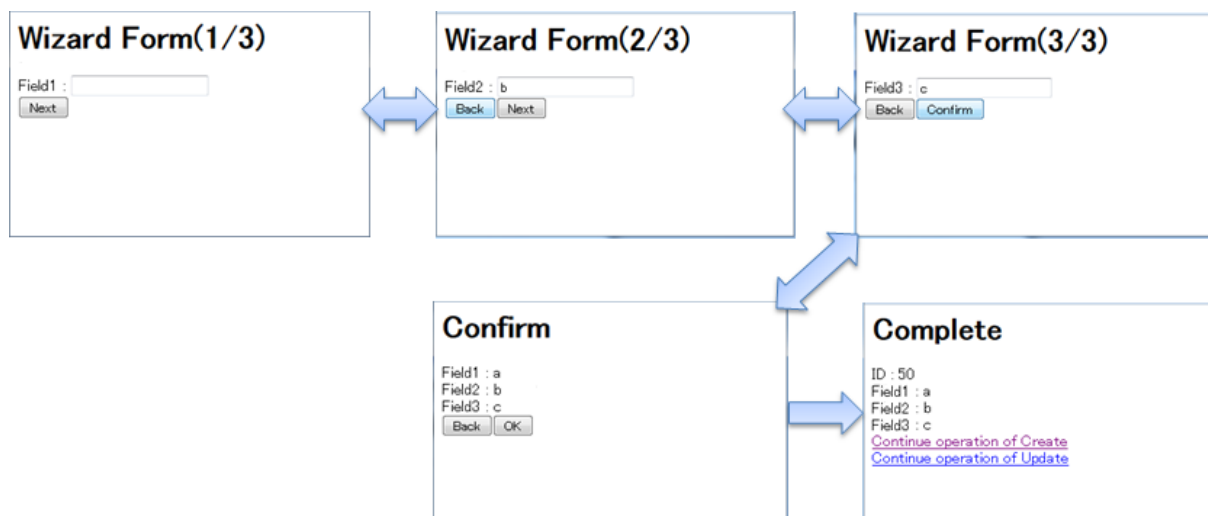 Wizard Form(1/3)
Field1 :
Next
Wizard Form(2/3)
Field2 : b
Back Next
Wizard Form(3/3)
Field3 : c
Back Confirm
Confirm
Field1 : a
Field2 : b
Field3 : c
Back OK
Complete
ID : 50
Field1 : a
Field2 : b
Field3 : c
Continue operation of Create
Continue operation of Update